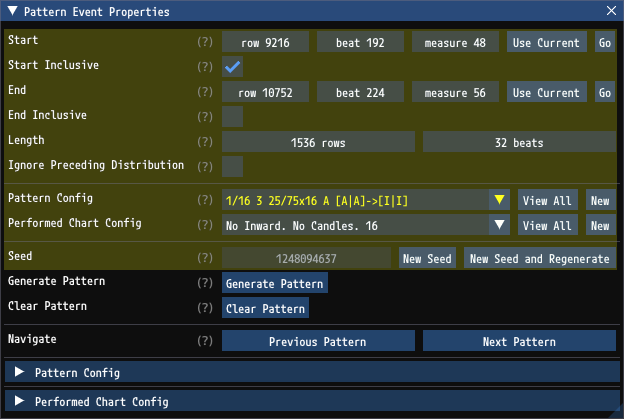 Pattern Event Properties
Start (?) row 9216 beat 192 measure 48 Use Current Go
Start Inclusive (?)
End (?) row 10752 beat 224 measure 56 Use Current Go
End Inclusive (?)
Length (?) 1536 rows 32 beats
Ignore Preceding Distribution (?)
Pattern Config (?) 1/16 3 25/75x16 A [A|A]->[I|I] View All New
Performed Chart Config (?) No Inward. No Candles. 16 View All New
Seed (?) 1248094637 New Seed New Seed and Regenerate
Generate Pattern (?) Generate Pattern
Clear Pattern (?) Clear Pattern
Navigate (?) Previous Pattern Next Pattern
Pattern Config
Performed Chart Config